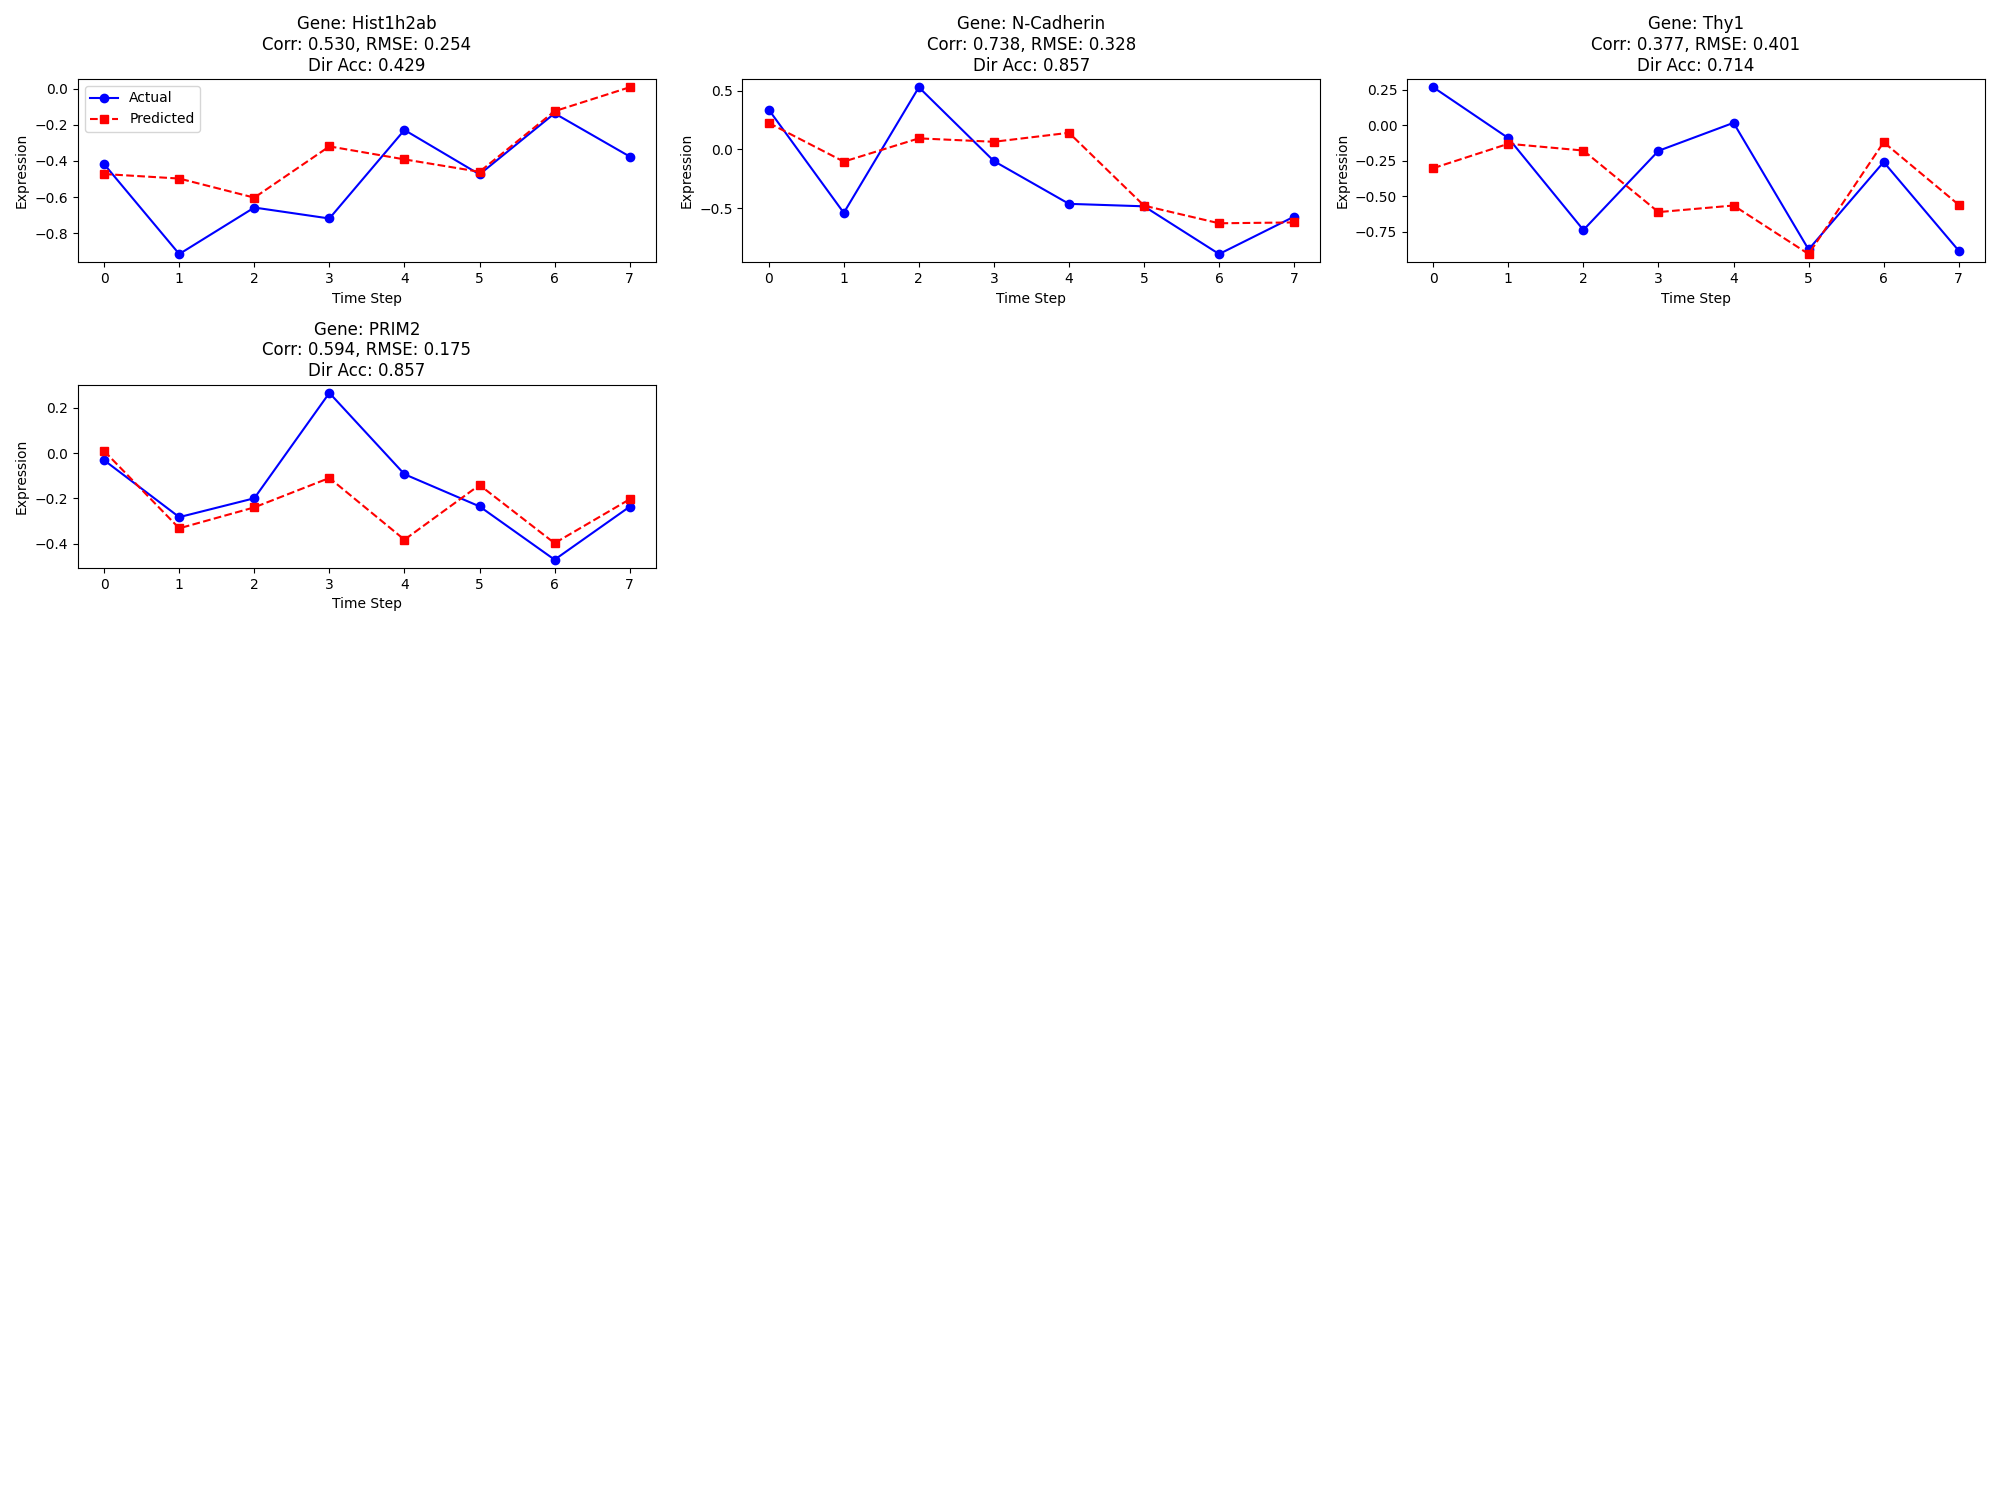 Gene: Hist1h2ab
Corr: 0.530, RMSE: 0.254
Dir Acc: 0.429
Actual
Predicted
0.0
−0.2
−0.4
−0.6
−0.8
Expression
0 1 2 3 4 5 6 7
Time Step
Gene: N-Cadherin
Corr: 0.738, RMSE: 0.328
Dir Acc: 0.857
0.5
0.0
−0.5
Expression
0 1 2 3 4 5 6 7
Time Step
Gene: Thy1
Corr: 0.377, RMSE: 0.401
Dir Acc: 0.714
0.25
0.00
−0.25
−0.50
−0.75
Expression
0 1 2 3 4 5 6 7
Time Step
Gene: PRIM2
Corr: 0.594, RMSE: 0.175
Dir Acc: 0.857
0.2
0.0
−0.2
−0.4
Expression
0 1 2 3 4 5 6 7
Time Step